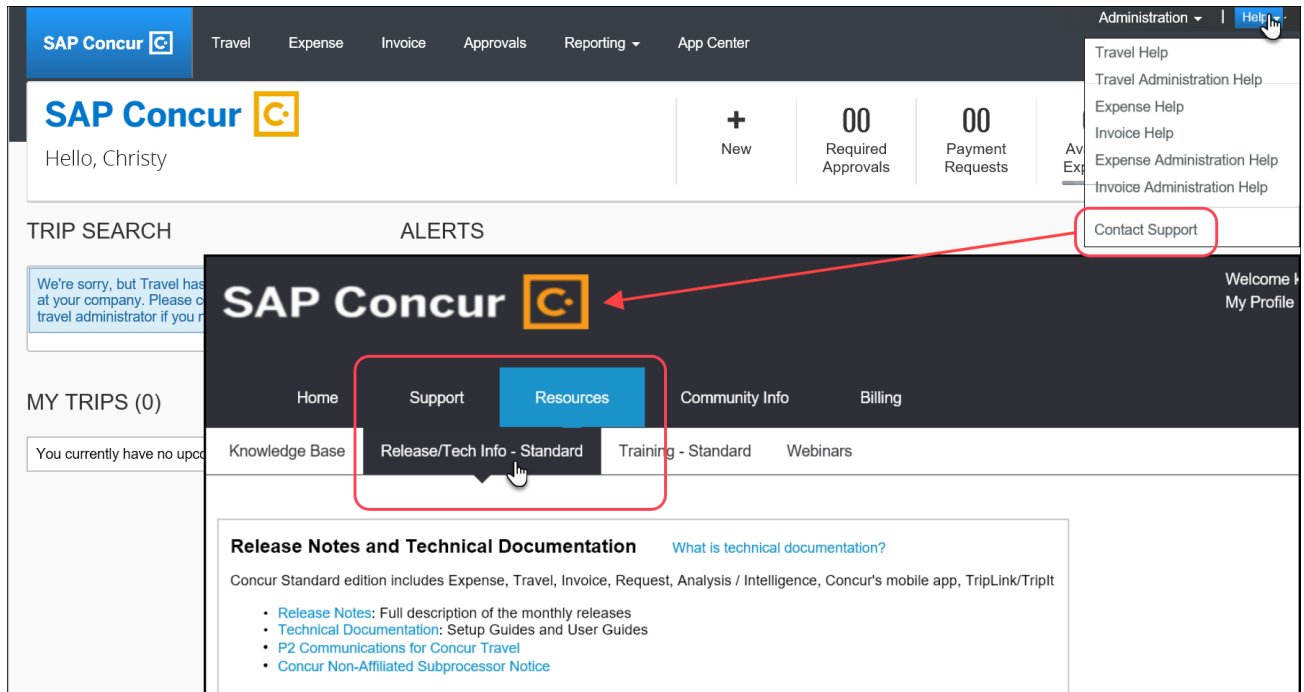 Administration | Help
SAP Concur C Travel Expense Invoice Approvals Reporting App Center
Travel Help
Travel Administration Help
Expense Help
Invoice Help
Expense Administration Help
Invoice Administration Help
Contact Support
SAP Concur C
Hello, Christy
+ 00 00
New Required Payment
Approvals Requests
TRIP SEARCH ALERTS
We're sorry, but Travel has
at your company. Please
travel administrator if you
MY TRIPS (0)
You currently have no
SAP Concur C
Welcome
My Profile
Home Support Resources Community Info Billing
Knowledge Base Release/Tech Info - Standard Training - Standard Webinars
Release Notes and Technical Documentation What is technical documentation?
Concur Standard edition includes Expense, Travel, Invoice, Request, Analysis / Intelligence, Concur's mobile app, TripLink/TripIt
• Release Notes: Full description of the monthly releases
• Technical Documentation: Setup Guides and User Guides
• P2 Communications for Concur Travel
• Concur Non-Affiliated Subprocessor Notice